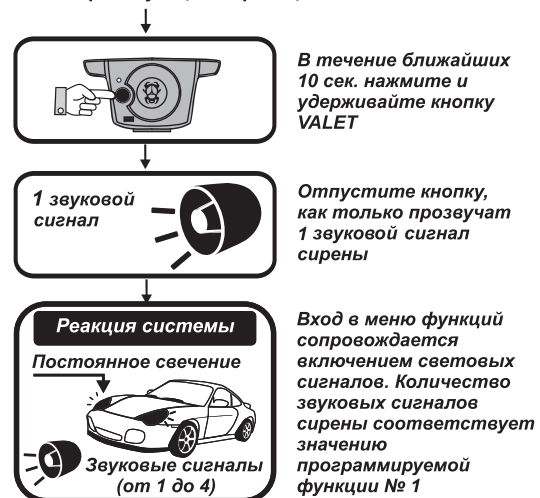 В течение ближайших
10 сек. нажмите и
удерживайте кнопку
VALET
1 звуковой
сигнал
Отпустите кнопку,
как только прозвучат
1 звуковой сигнал
сирены
Реакция системы
Постоянное свечение
Звуковые сигналы
(от 1 до 4)
Вход в меню функций
сопровождается
включением световых
сигналов. Количество
звуковых сигналов
сирены соответствует
значению
программируемой
функции № 1